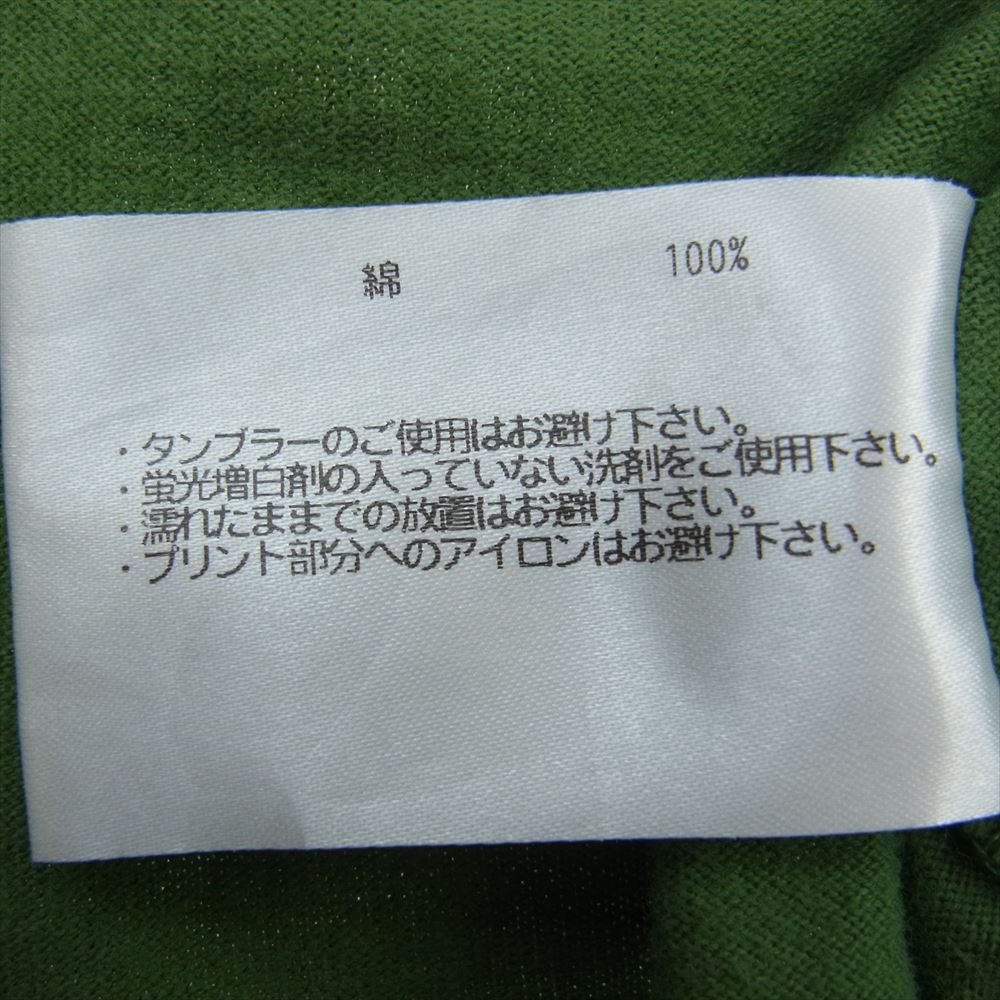 綿 100%
・タンブラーのご使用はお避け下さい。
・蛍光増白剤の入っていない洗剤をご使用下さい。
・濡れたままでの放置はお避け下さい。
・プリント部分へのアイロンはお避け下さい。